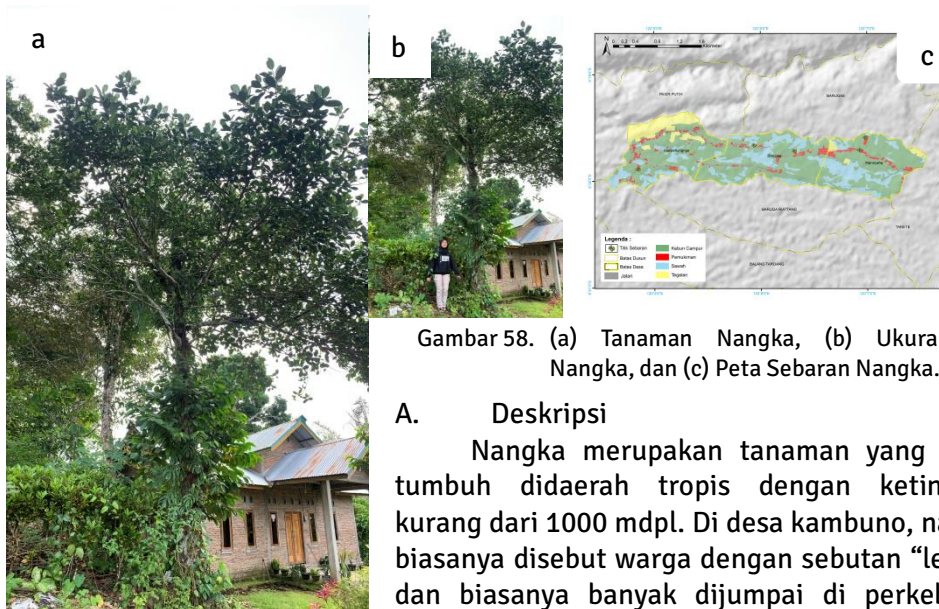 a
b
c
Legenda :
Titik Sebaran
Kebun Campur
Batas Dusun
Pemukiman
Batas Desa
Sawah
Jalan
Tegalan
Gambar 58. (a) Tanaman Nangka, (b) Ukura
Nangka, dan (c) Peta Sebaran Nangka.
A. Deskripsi
Nangka merupakan tanaman yang
tumbuh didaerah tropis dengan ketin
kurang dari 1000 mdpl. Di desa kambuno, na
biasanya disebut warga dengan sebutan “le
dan biasanya banyak dijumpai di perkel